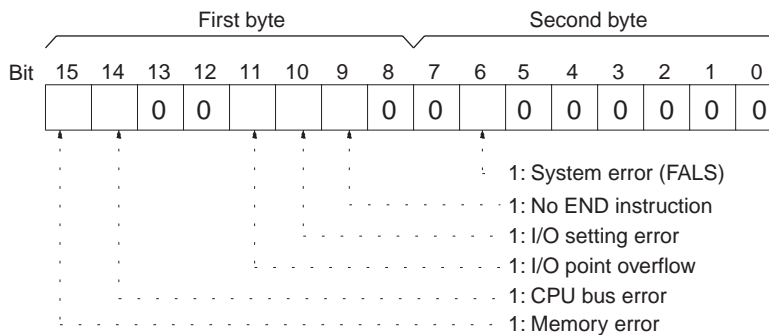 First byte Second byte
Bit 15 14 13 12 11 10 9 8 7 6 5 4 3 2 1 0
0 0 0 0 0 0 0 0 0 0
1: System error (FALS)
1: No END instruction
1: I/O setting error
1: I/O point overflow
1: CPU bus error
1: Memory error